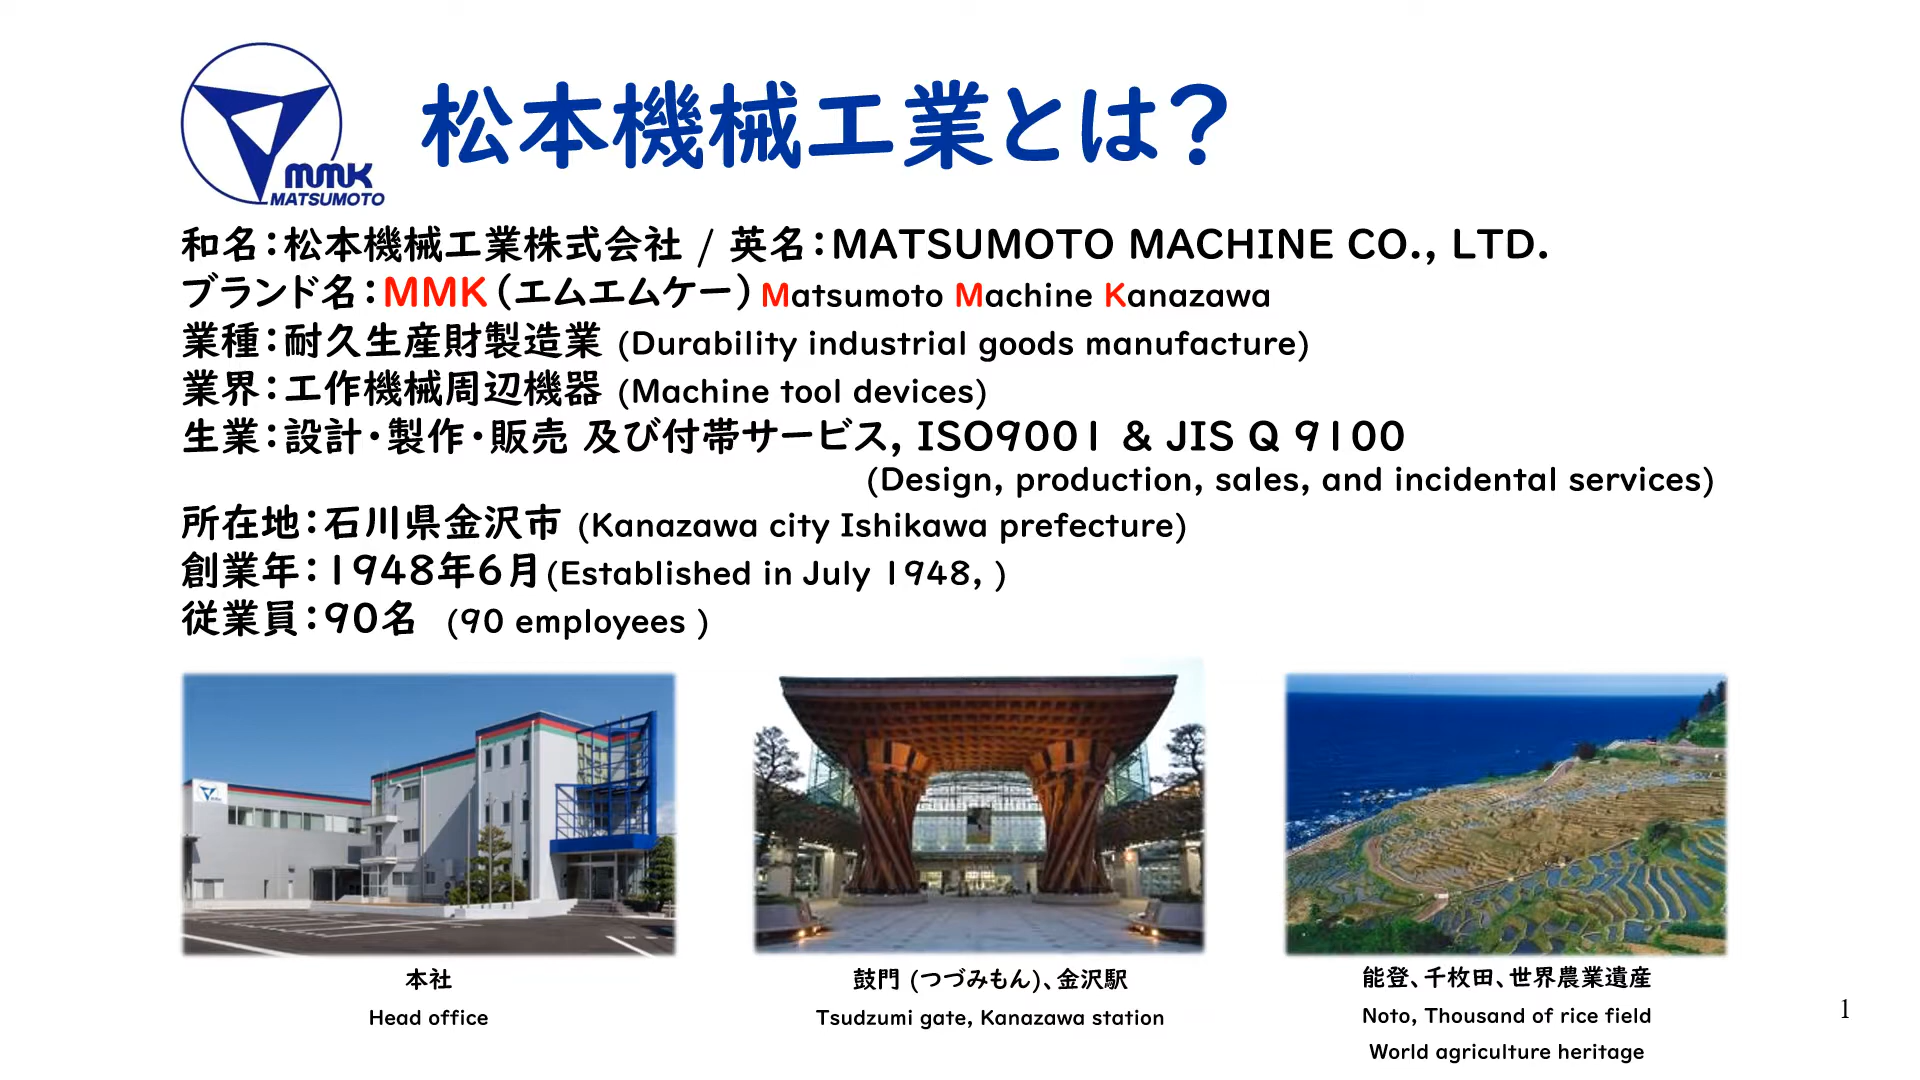 mmk
MATSUMOTO
松本機械工業とは?
和名：松本機械工業株式会社 / 英名：MATSUMOTO MACHINE CO., LTD.
ブランド名：MMK（エムエムケー）Matsumoto Machine Kanazawa
業種：耐久生産財製造業 (Durability industrial goods manufacture)
業界：工作機械周辺機器 (Machine tool devices)
生業：設計・製作・販売 及び付帯サービス, ISO9001 & JIS Q 9100
(Design, production, sales, and incidental services)
所在地：石川県金沢市 (Kanazawa city Ishikawa prefecture)
創業年：1948年6月(Established in July 1948, )
従業員：90名 (90 employees )
本社
Head office
鼓門 (つづみもん)、金沢駅
Tsudzumi gate, Kanazawa station
能登、千枚田、世界農業遺産
Noto, Thousand of rice field
World agriculture heritage
1